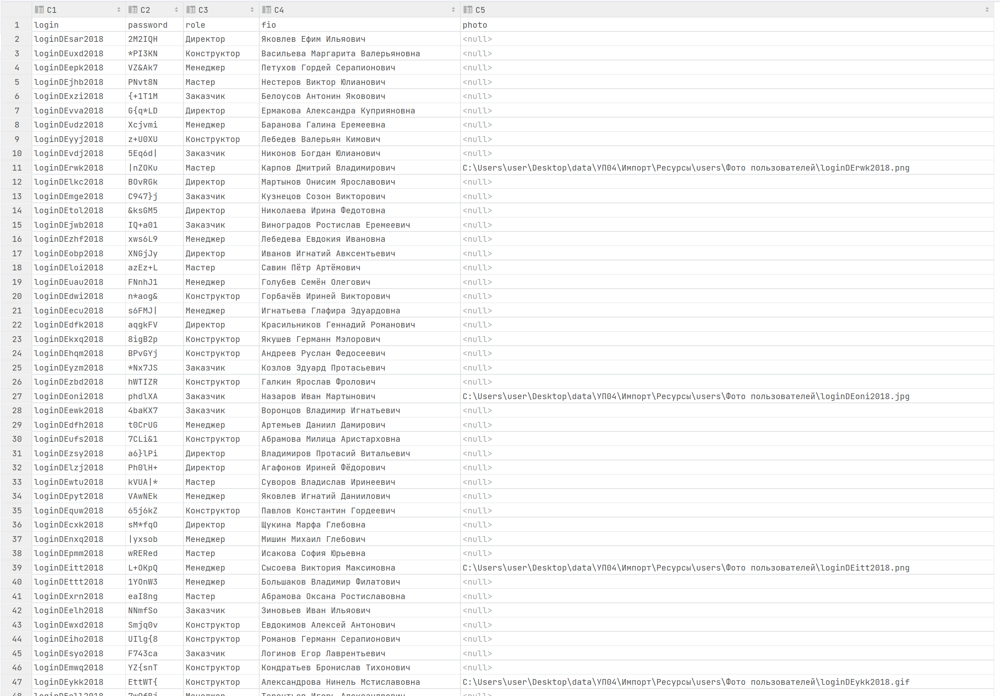 C1 C2 C3 C4 C5
1 login password role fio photo
2 loginDEsar2018 2M2IQH Директор Яковлев Ефим Ильяович <null>
3 loginDEuxd2018 *PI3KN Конструктор Васильева Маргарита Валерьяновна <null>
4 loginDEepk2018 VZ&Ak7 Менеджер Петухов Гордей Серапионович <null>
5 loginDEjhb2018 PNvt8N Мастер Нестеров Виктор Юлианович <null>
6 loginDExzi2018 {+1T1M Заказчик Белоусов Антонин Яковович <null>
7 loginDEvva2018 G{q*LD Директор Ермакова Александра Куприяновна <null>
8 loginDEudz2018 Xcjvmi Менеджер Баранова Галина Еремеевна <null>
9 loginDEyyj2018 z+U0XU Конструктор Лебедев Валерьян Кимович <null>
10 loginDEvdj2018 5Eq6d| Заказчик Никонов Богдан Юлианович <null>
11 loginDErwk2018 |nZOKu Мастер Карпов Дмитрий Владимирович C:\Users\user\Desktop\data\УП04\Импорт\Ресурсы\users\Фото пользователей\loginDErwk2018.png
12 loginDElkc2018 BOvRGk Директор Мартынов Онисим Ярославович <null>
13 loginDEmge2018 C947}j Заказчик Кузнецов Созон Викторович <null>
14 loginDEtol2018 &ksGM5 Директор Николаева Ирина Федотовна <null>
15 loginDEjwb2018 IQ+a01 Заказчик Виноградов Ростислав Еремеевич <null>
16 loginDEzhf2018 xws6L9 Менеджер Лебедева Евдокия Ивановна <null>
17 loginDEobp2018 XNGjJy Директор Иванов Игнатий Авксентьевич <null>
18 loginDEloi2018 azEz+L Мастер Савин Пётр Артёмович <null>
19 loginDEuau2018 FNnhJ1 Менеджер Голубев Семён Олегович <null>
20 loginDEdwi2018 n*aog& Конструктор Горбачёв Ириней Викторович <null>
21 loginDEecu2018 s6FMJ| Менеджер Игнатьева Глафира Эдуардовна <null>
22 loginDEdfk2018 aqgkFV Директор Красильников Геннадий Романович <null>
23 loginDEkxq2018 8igB2p Конструктор Якушев Германн Мэлорович <null>
24 loginDEhqm2018 BPvGYj Конструктор Андреев Руслан Федосеевич <null>
25 loginDEyzm2018 *Nx7JS Заказчик Козлов Эдуард Протасьевич <null>
26 loginDEzbd2018 hWTIZR Конструктор Галкин Ярослав Фролович <null>
27 loginDEoni2018 phdlXA Заказчик Назаров Иван Мартынович C:\Users\user\Desktop\data\УП04\Импорт\Ресурсы\users\Фото пользователей\loginDEoni2018.jpg
28 loginDEewk2018 4baKX7 Заказчик Воронцов Владимир Игнатьевич <null>
29 loginDEdfh2018 t0CrUG Менеджер Артемьев Даниил Дамирович <null>
30 loginDEufs2018 7CLi&1 Конструктор Абрамова Милица Аристарховна <null>
31 loginDEzsy2018 a6}lPi Директор Владимиров Протасий Витальевич <null>
32 loginDElzj2018 Ph0lH+ Директор Агафонов Ириней Фёдорович <null>
33 loginDEwtu2018 kVUA|* Мастер Суворов Владислав Иринеевич <null>
34 loginDEpyt2018 VAwNEk Менеджер Яковлев Игнатий Даниилович <null>
35 loginDEquw2018 65j6kZ Конструктор Павлов Константин Гордеевич <null>
36 loginDEcxk2018 sM*fqO Директор Щукина Марфа Глебовна <null>
37 loginDEnxq2018 |yxsob Менеджер Мишин Михаил Глебович <null>
38 loginDEpmm2018 wRERed Мастер Исакова София Юрьевна <null>
39 loginDEitt2018 L+OKpQ Менеджер Сысоева Виктория Максимовна C:\Users\user\Desktop\data\УП04\Импорт\Ресурсы\users\Фото пользователей\loginDEitt2018.png
40 loginDEttt2018 1YOnW3 Менеджер Большаков Владимир Филатович <null>
41 loginDExrn2018 eaI8ng Мастер Абрамова Оксана Ростиславовна <null>
42 loginDEelh2018 NNmfSo Заказчик Зиновьев Иван Ильяович <null>
43 loginDEwxd2018 Smjq0v Конструктор Евдокимов Алексей Антонович <null>
44 loginDEiho2018 UIlg{8 Конструктор Романов Германн Серапионович <null>
45 loginDEsyo2018 F743ca Заказчик Логинов Егор Лаврентьевич <null>
46 loginDEmwq2018 YZ{snT Конструктор Кондратьев Бронислав Тихонович <null>
47 loginDEykk2018 EttWT{ Конструктор Александрова Нинель Мстиславовна C:\Users\user\Desktop\data\УП04\Импорт\Ресурсы\users\Фото пользователей\loginDEykk2018.gif
48 Менеджер Терентьев Игорь Александрович <null>